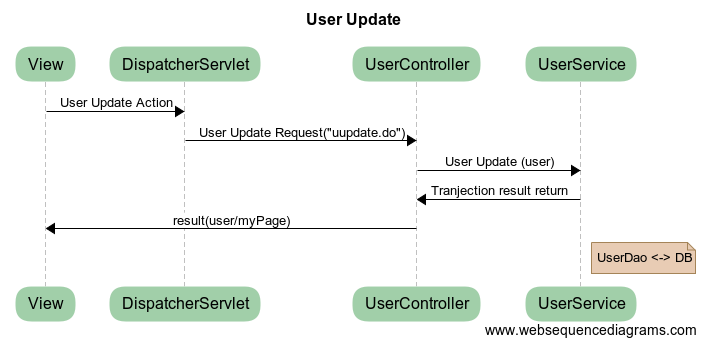 User Update
View DispatcherServlet UserController UserService
User Update Action
User Update Request("uupdate.do")
User Update (user)
Tranjection result return
result(user/myPage)
UserDao <-> DB
View DispatcherServlet UserController UserService
www.websequencediagrams.com